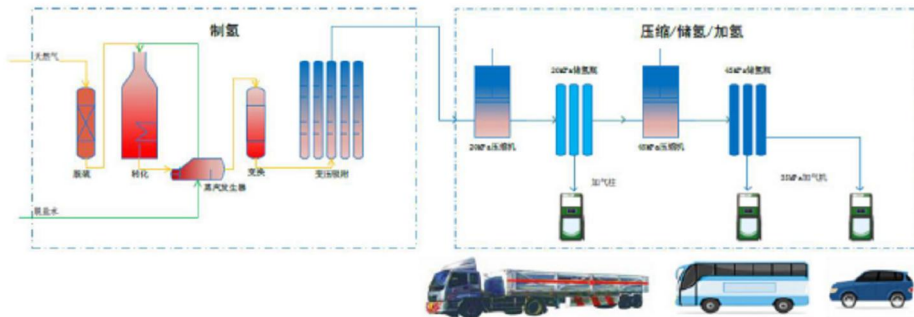 制氢
压缩/储氢/加氢
天然气
20MPa储氢瓶
45MPa储氢瓶
20MPa压缩机
45MPa压缩机
脱硫
转化
蒸汽发生器
变换
变压吸附
加气柱
35MPa加气机
脱盐水